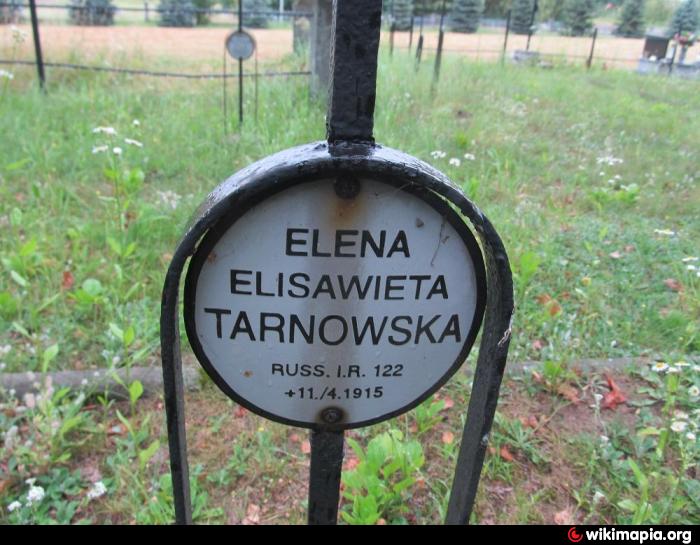 ELENA
ELISAWIETA
TARNOWSKA
RUSS. I.R. 122
+11./4.1915
wikimapia.org